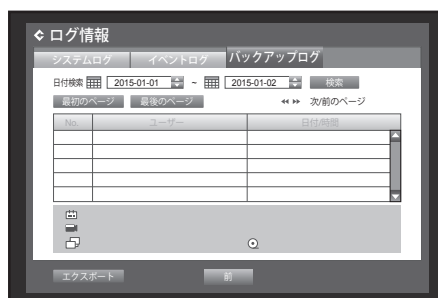 ログ情報
システムログ イベントログ バックアップログ
日付検索 2015-01-01 ~ 2015-01-02 検索
最初のページ 最後のページ 次/前のページ
No. ユーザー 日付/時間
エクスポート 前